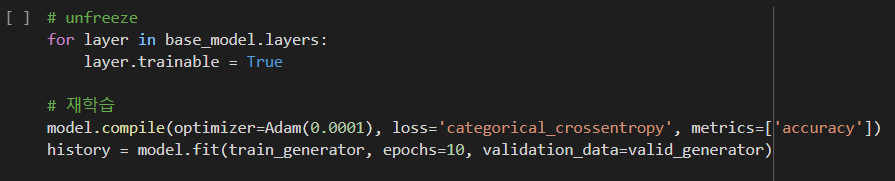 [ ] # unfreeze
for layer in base_model.layers:
    layer.trainable = True

# 재학습
model.compile(optimizer=Adam(0.0001), loss='categorical_crossentropy', metrics=['accuracy'])
history = model.fit(train_generator, epochs=10, validation_data=valid_generator)